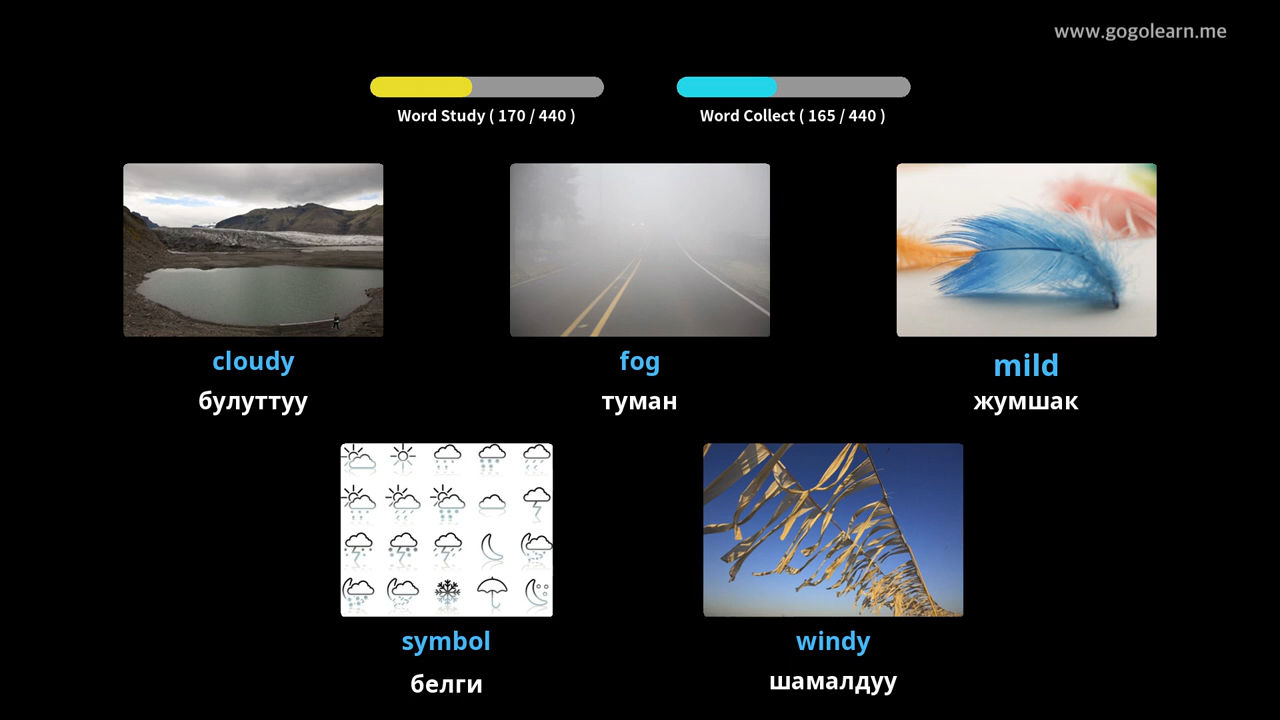 www.gogolearn.me
Word Study ( 170 / 440 )
Word Collect ( 165 / 440 )
cloudy
булуттуу
fog
туман
mild
жумшак
symbol
белги
windy
шамалдуу